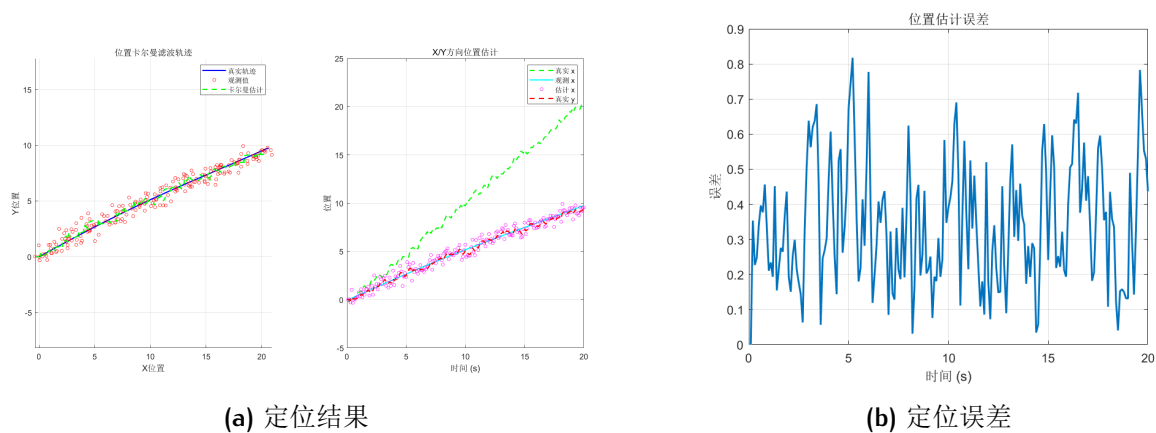 位置卡尔曼滤波轨迹
真实轨迹
观测值
卡尔曼估计
15
10
5
0
-5
Y位置
0 5 10 15 20
X位置
X/Y方向位置估计
真实 x
观测 x
估计 x
真实 y
25
20
15
10
5
0
-5
位置
0 5 10 15 20
时间 (s)
(a) 定位结果
位置估计误差
0.9
0.8
0.7
0.6
0.5
0.4
0.3
0.2
0.1
0
误差
0 5 10 15 20
时间 (s)
(b) 定位误差